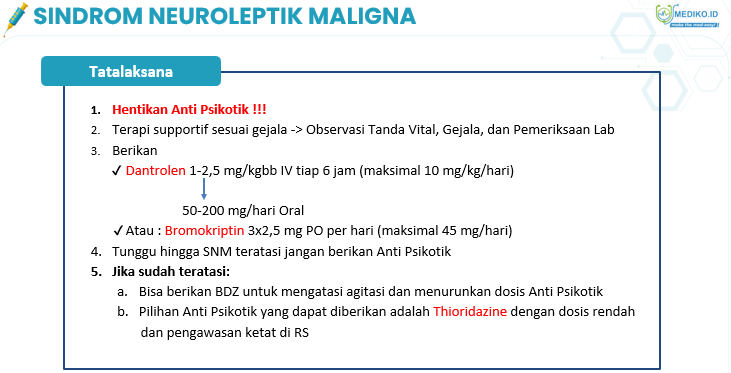 SINDROM NEUROLEPTIK MALIGNA
MEDIKO.ID
Tatalaksana
1. Hentikan Anti Psikotik !!!
2. Terapi supportif sesuai gejala -> Observasi Tanda Vital, Gejala, dan Pemeriksaan Lab
3. Berikan
✓ Dantrolen 1-2,5 mg/kgbb IV tiap 6 jam (maksimal 10 mg/kg/hari)
50-200 mg/hari Oral
✓ Atau : Bromokriptin 3x2,5 mg PO per hari (maksimal 45 mg/hari)
4. Tunggu hingga SNM teratasi jangan berikan Anti Psikotik
5. Jika sudah teratasi:
a. Bisa berikan BDZ untuk mengatasi agitasi dan menurunkan dosis Anti Psikotik
b. Pilihan Anti Psikotik yang dapat diberikan adalah Thioridazine dengan dosis rendah
dan pengawasan ketat di RS